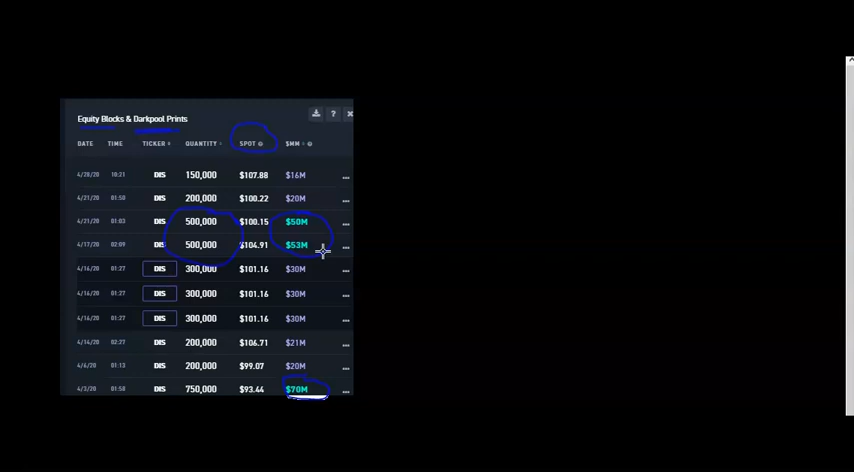 Equity Blocks & Darkpool Prints ? ×
DATE TIME TICKER QUANTITY SPOT ? $MM ?
4/28/20 10:21 DIS 150,000 $107.88 $16M ...
4/21/20 01:50 DIS 200,000 $100.22 $20M ...
4/21/20 01:03 DIS 500,000 $100.15 $50M ...
4/17/20 02:09 DIS 500,000 $104.91 $53M ...
4/16/20 01:27 DIS 300,000 $101.16 $30M ...
4/16/20 01:27 DIS 300,000 $101.16 $30M ...
4/16/20 01:27 DIS 300,000 $101.16 $30M ...
4/14/20 02:27 DIS 200,000 $106.71 $21M ...
4/6/20 01:13 DIS 200,000 $99.07 $20M ...
4/3/20 01:58 DIS 750,000 $93.44 $70M ...